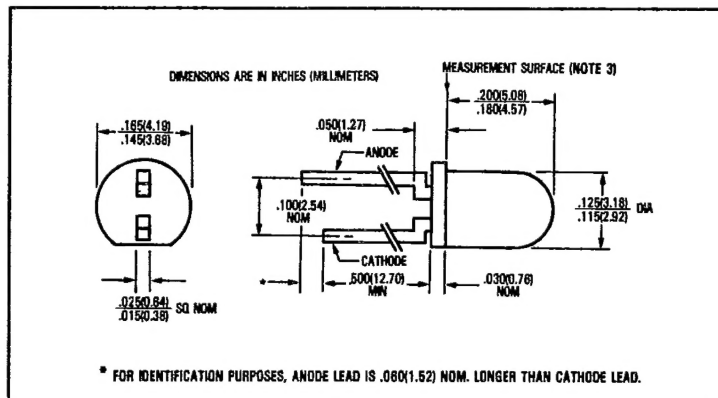 DIMENSIONS ARE IN INCHES (MILLIMETERS)
MEASUREMENT SURFACE (NOTE 3)
.200(5.08)
.180(4.57)
.165(4.19)
.145(3.68)
.050(1.27)
NOM
ANODE
.100(2.54)
NOM
.125(3.18)
.115(2.92)
DIA
CATHODE
.025(0.64)
.015(0.38)
SQ NOM
*
.500(12.70)
MIN
.030(0.76)
NOM
* FOR IDENTIFICATION PURPOSES, ANODE LEAD IS .060(1.52) NOM. LONGER THAN CATHODE LEAD.